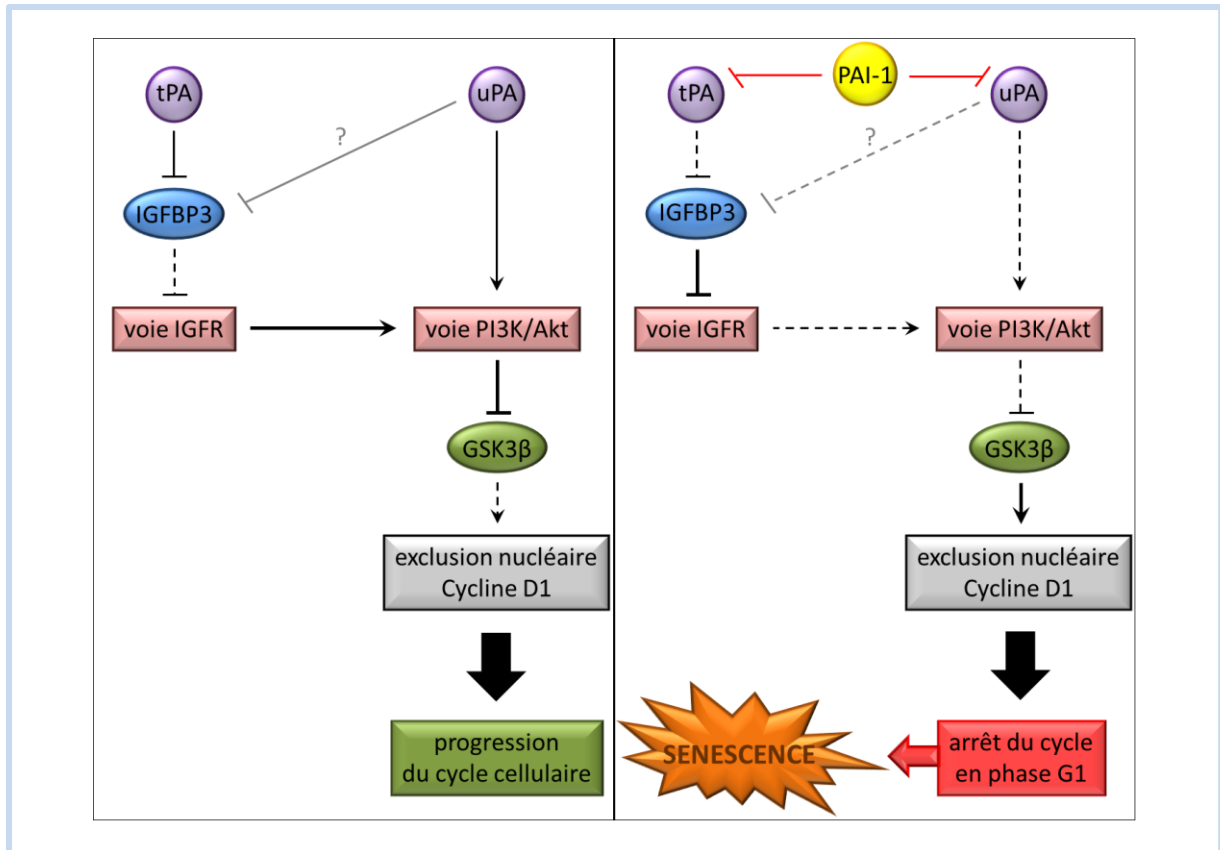 tPA
uPA
?
IGFBP3
voie IGFR
voie PI3K/Akt
GSK3β
exclusion nucléaire
Cycline D1
progression
du cycle cellulaire
PAI-1
tPA
uPA
?
IGFBP3
voie IGFR
voie PI3K/Akt
GSK3β
exclusion nucléaire
Cycline D1
SENESCENCE
arrêt du cycle
en phase G1